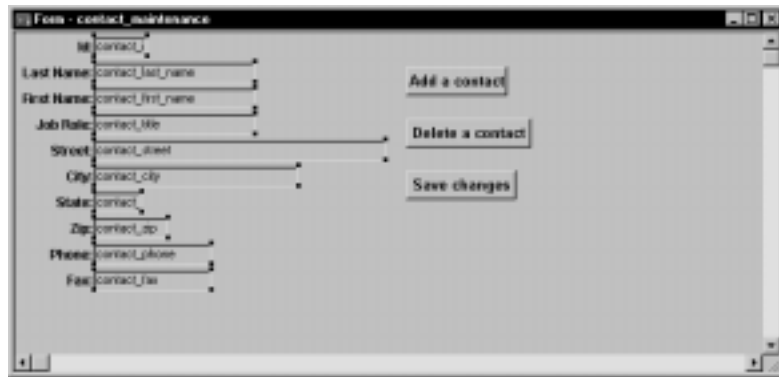 Form - contact_maintenance
Id: contact_i
Last Name: contact_last_name
First Name: contact_first_name
Job Role: contact_title
Street: contact_street
City: contact_city
State: contact_
Zip: contact_zip
Phone: contact_phone
Fax: contact_fax
Add a contact
Delete a contact
Save changes